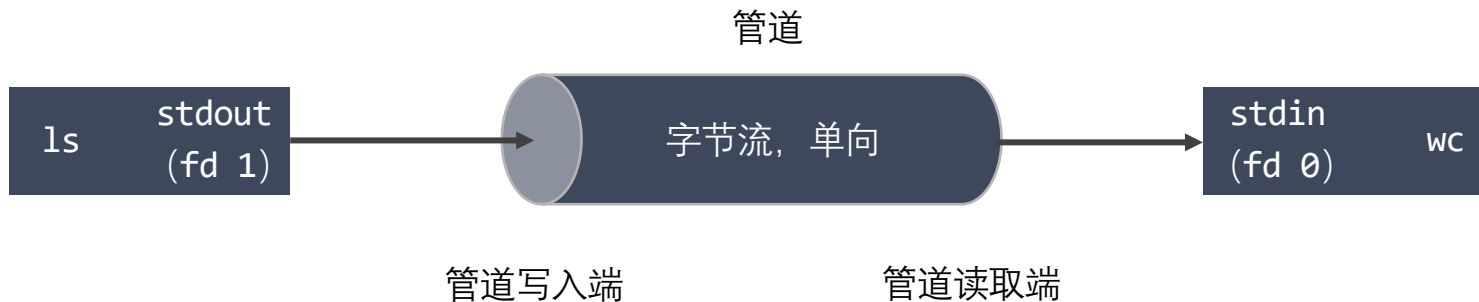 管道
ls
stdout
(fd 1)
字节流，单向
stdin
(fd 0)
wc
管道写入端
管道读取端